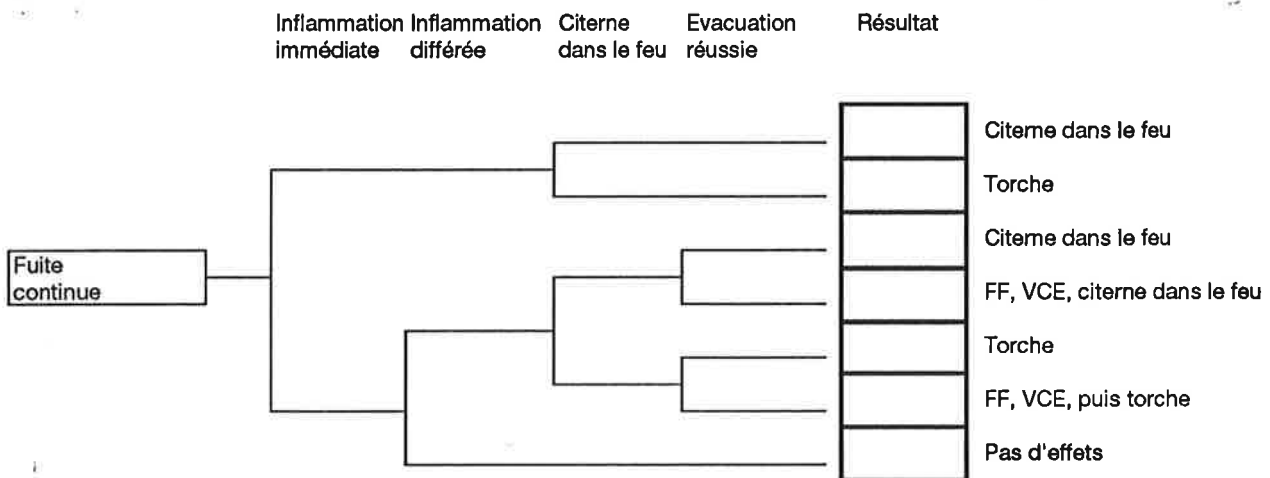 Inflammation Inflammation Citerne Evacuation Résultat
immédiate différée dans le feu réussie
Citerne dans le feu
Torche
Citerne dans le feu
Fuite
continue
FF, VCE, citerne dans le feu
Torche
FF, VCE, puis torche
Pas d'effets